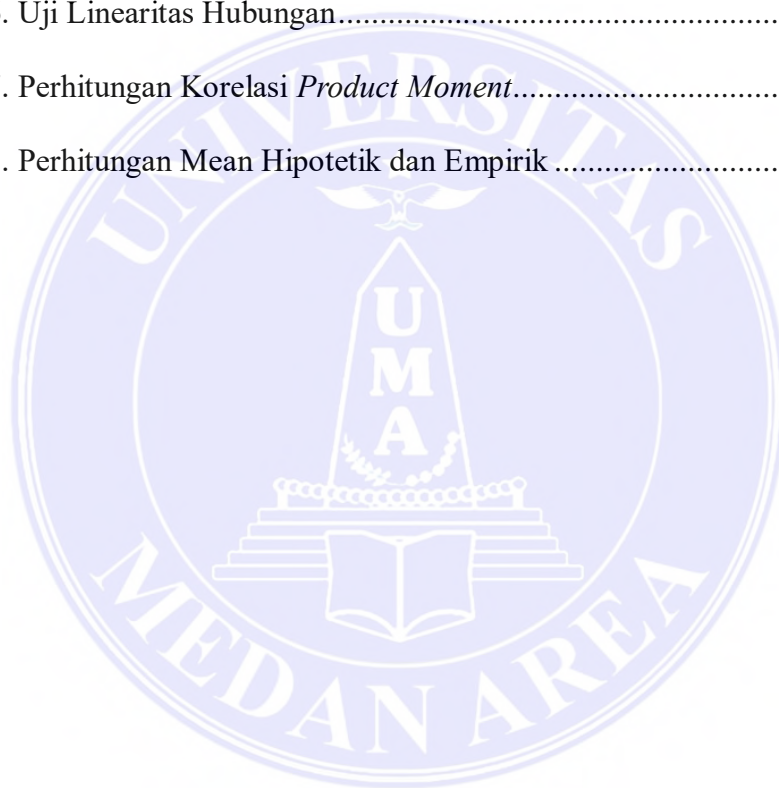 . Uji Linearitas Hubungan......................................................
. Perhitungan Korelasi Product Moment................................
. Perhitungan Mean Hipotetik dan Empirik ...........................
UNIVERSITAS
U
M
A
MEDAN AREA